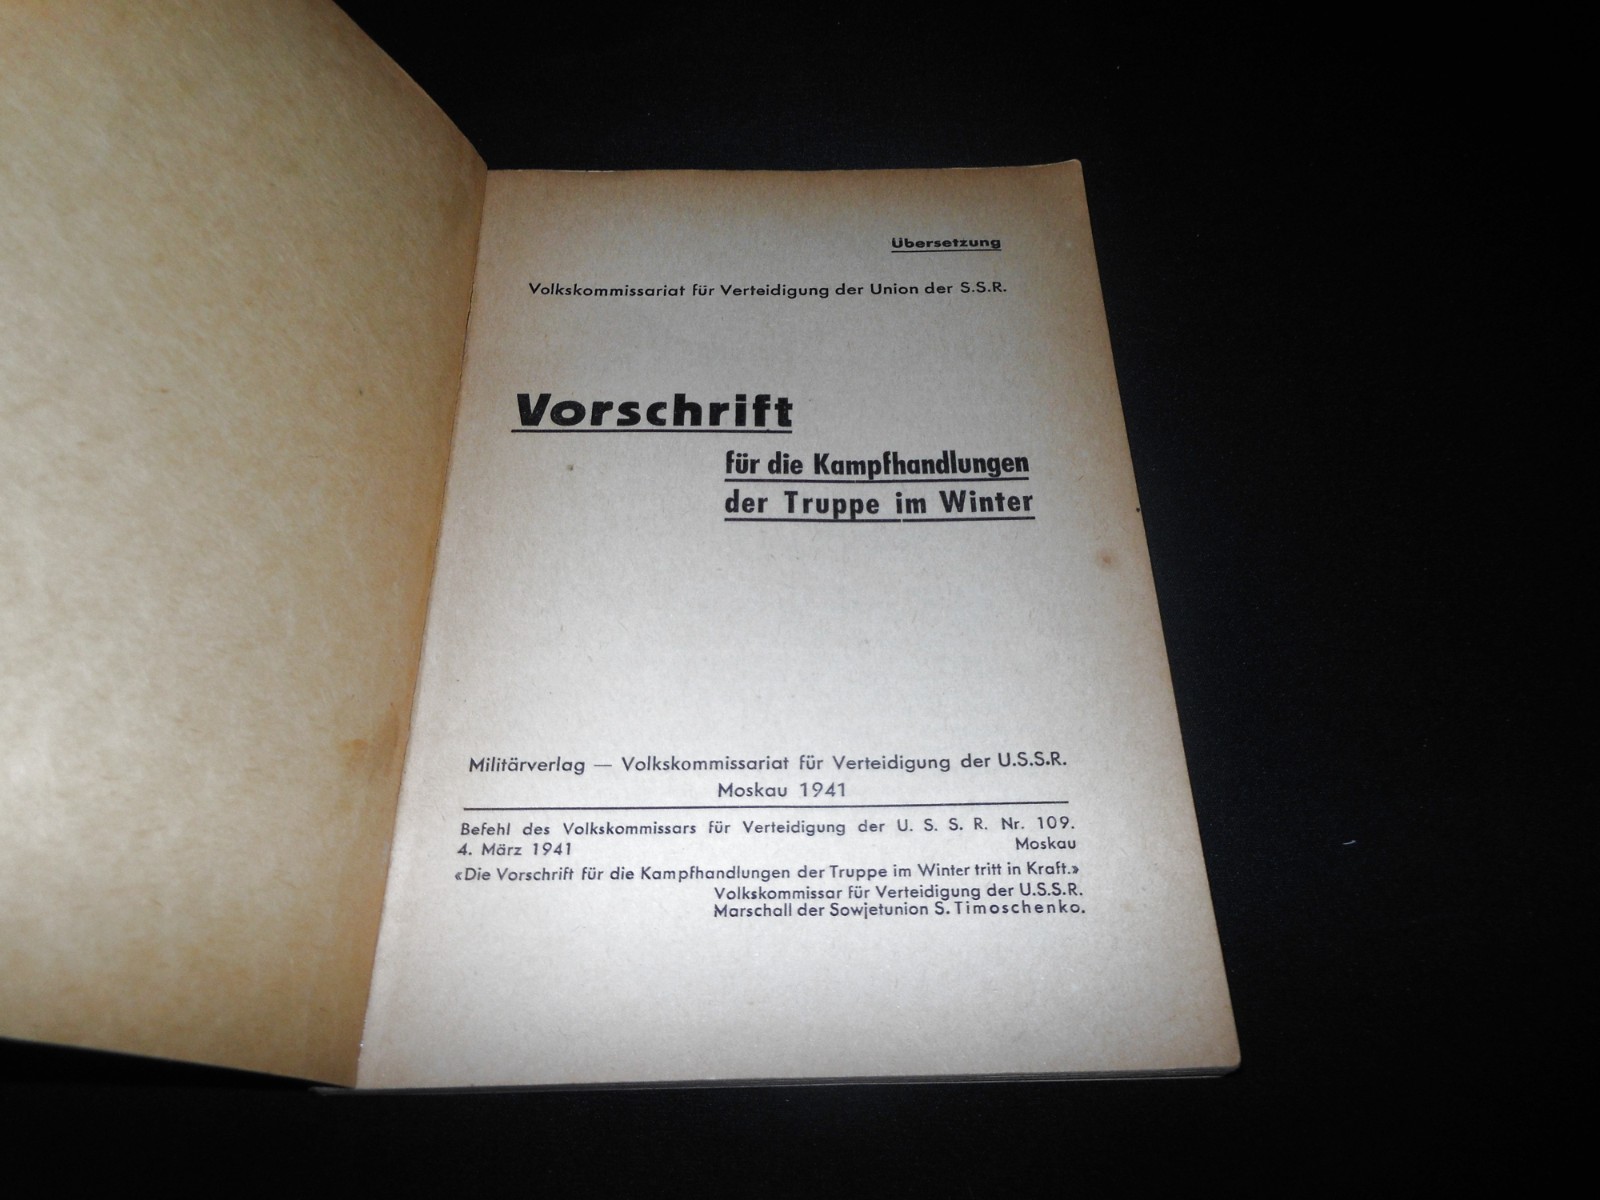 Übersetzung
Volkskommissariat für Verteidigung der Union der S.S.R.
Vorschrift
für die Kampfhandlungen
der Truppe im Winter
Militärverlag — Volkskommissariat für Verteidigung der U.S.S.R.
Moskau 1941
Befehl des Volkskommissars für Verteidigung der U. S. S. R. Nr. 109.
4. März 1941 Moskau
«Die Vorschrift für die Kampfhandlungen der Truppe im Winter tritt in Kraft.»
Volkskommissar für Verteidigung der U.S.S.R.
Marschall der Sowjetunion S. Timoschenko.